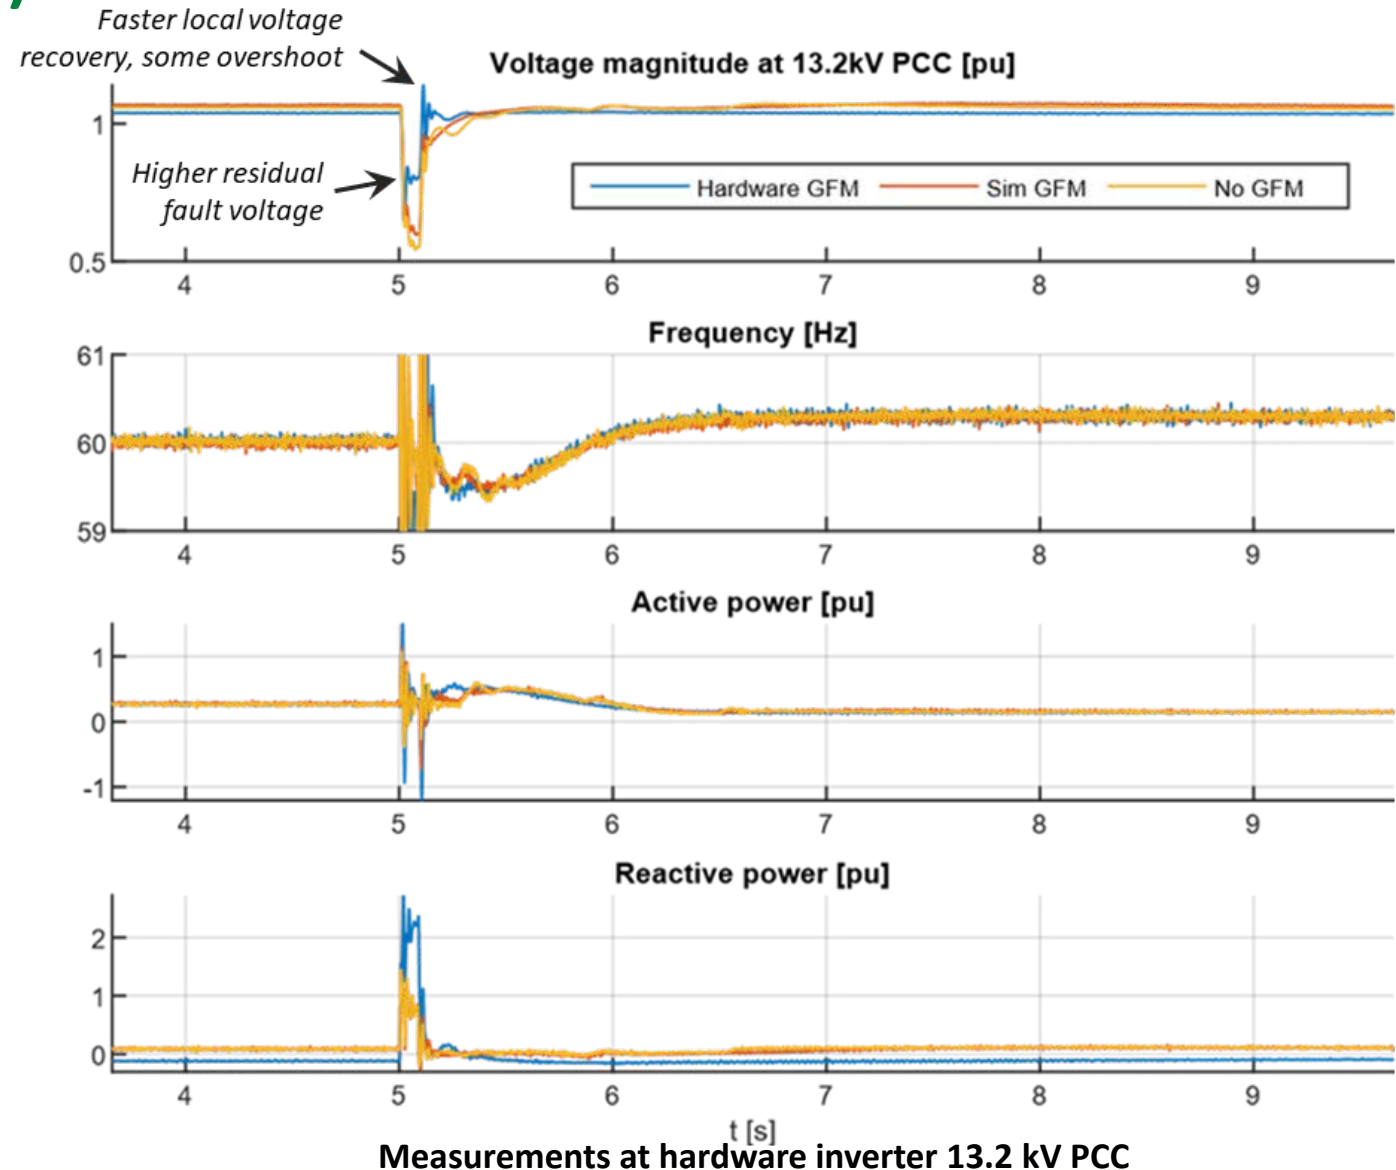 Faster local voltage
recovery, some overshoot
Voltage magnitude at 13.2kV PCC [pu]
1
Higher residual
fault voltage
Hardware GFM Sim GFM No GFM
0.5
4 5 6 7 8 9
Frequency [Hz]
61
60
59
4 5 6 7 8 9
Active power [pu]
1
0
-1
4 5 6 7 8 9
Reactive power [pu]
2
1
0
4 5 6 7 8 9
t [s]
Measurements at hardware inverter 13.2 kV PCC